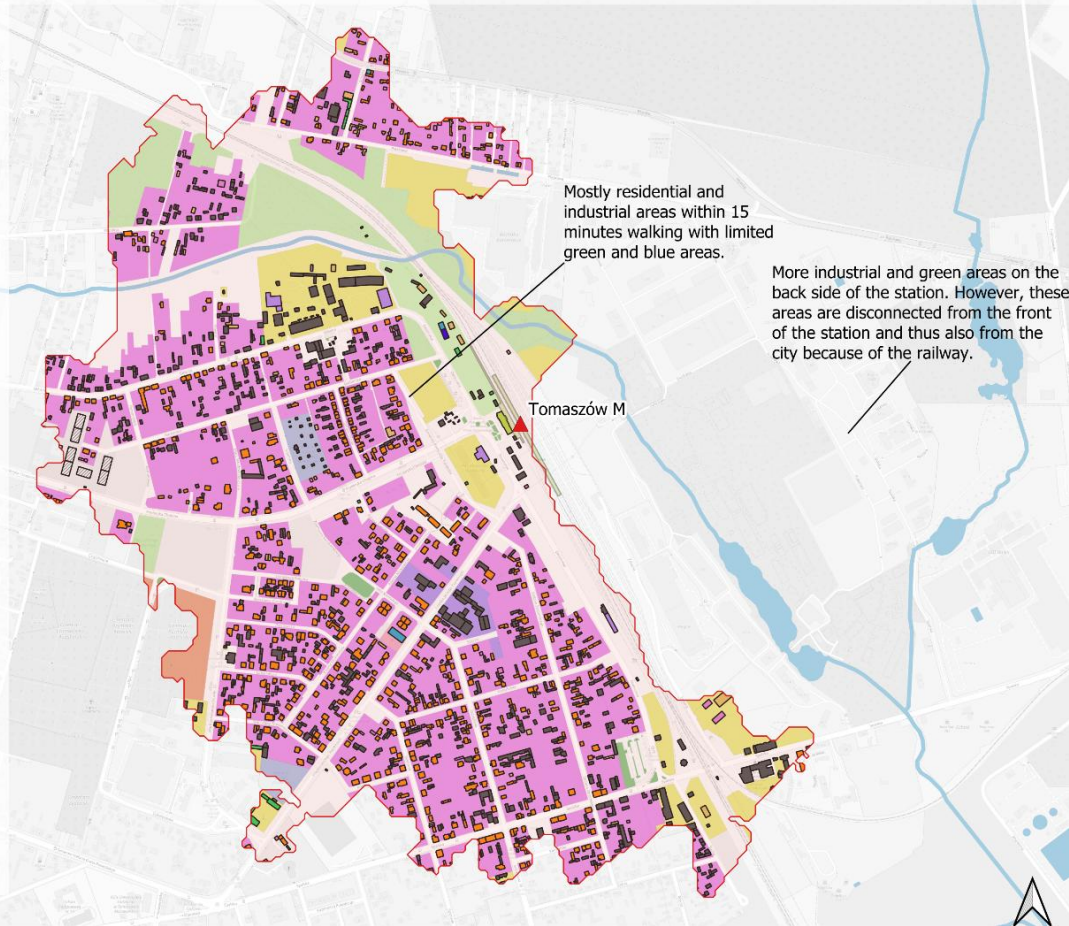 Mostly residential and
industrial areas within 15
minutes walking with limited
green and blue areas.
More industrial and green areas on the
back side of the station. However, these
areas are disconnected from the front
of the station and thus also from the
city because of the railway.
Tomaszów M